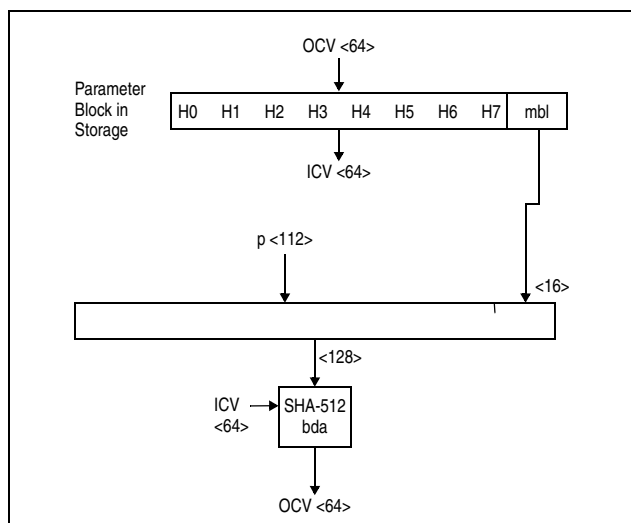 OCV <64>
Parameter
Block in
Storage
H0 H1 H2 H3 H4 H5 H6 H7 mbl
ICV <64>
p <112>
<16>
<128>
ICV
<64>
SHA-512
bda
OCV <64>